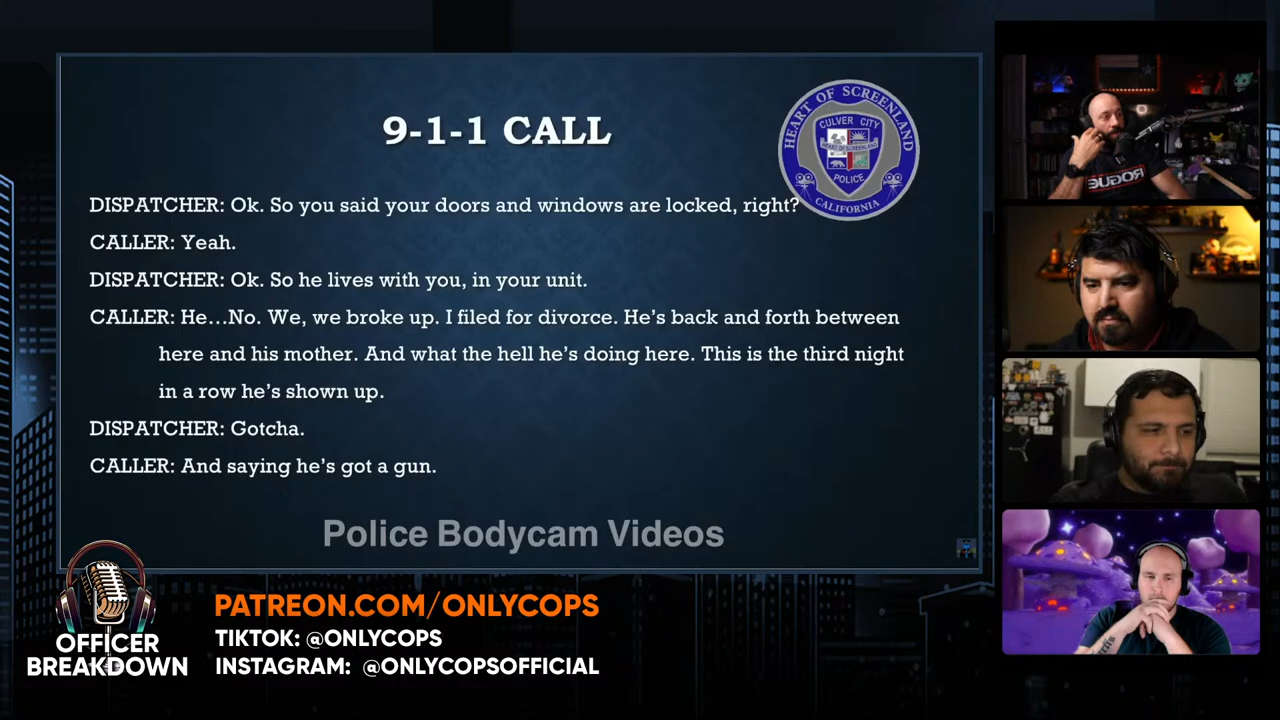 9-1-1 CALL
HEART OF SCREENLAND
CULVER CITY
HEART OF SCREENLAND
POLICE
CALIFORNIA
DISPATCHER: Ok. So you said your doors and windows are locked, right?
CALLER: Yeah.
DISPATCHER: Ok. So he lives with you, in your unit.
CALLER: He…No. We, we broke up. I filed for divorce. He's back and forth between
here and his mother. And what the hell he's doing here. This is the third night
in a row he's shown up.
DISPATCHER: Gotcha.
CALLER: And saying he's got a gun.
Police Bodycam Videos
OFFICER
BREAKDOWN
PATREON.COM/ONLYCOPS
TIKTOK: @ONLYCOPS
INSTAGRAM: @ONLYCOPSOFFICIAL
ROGUE